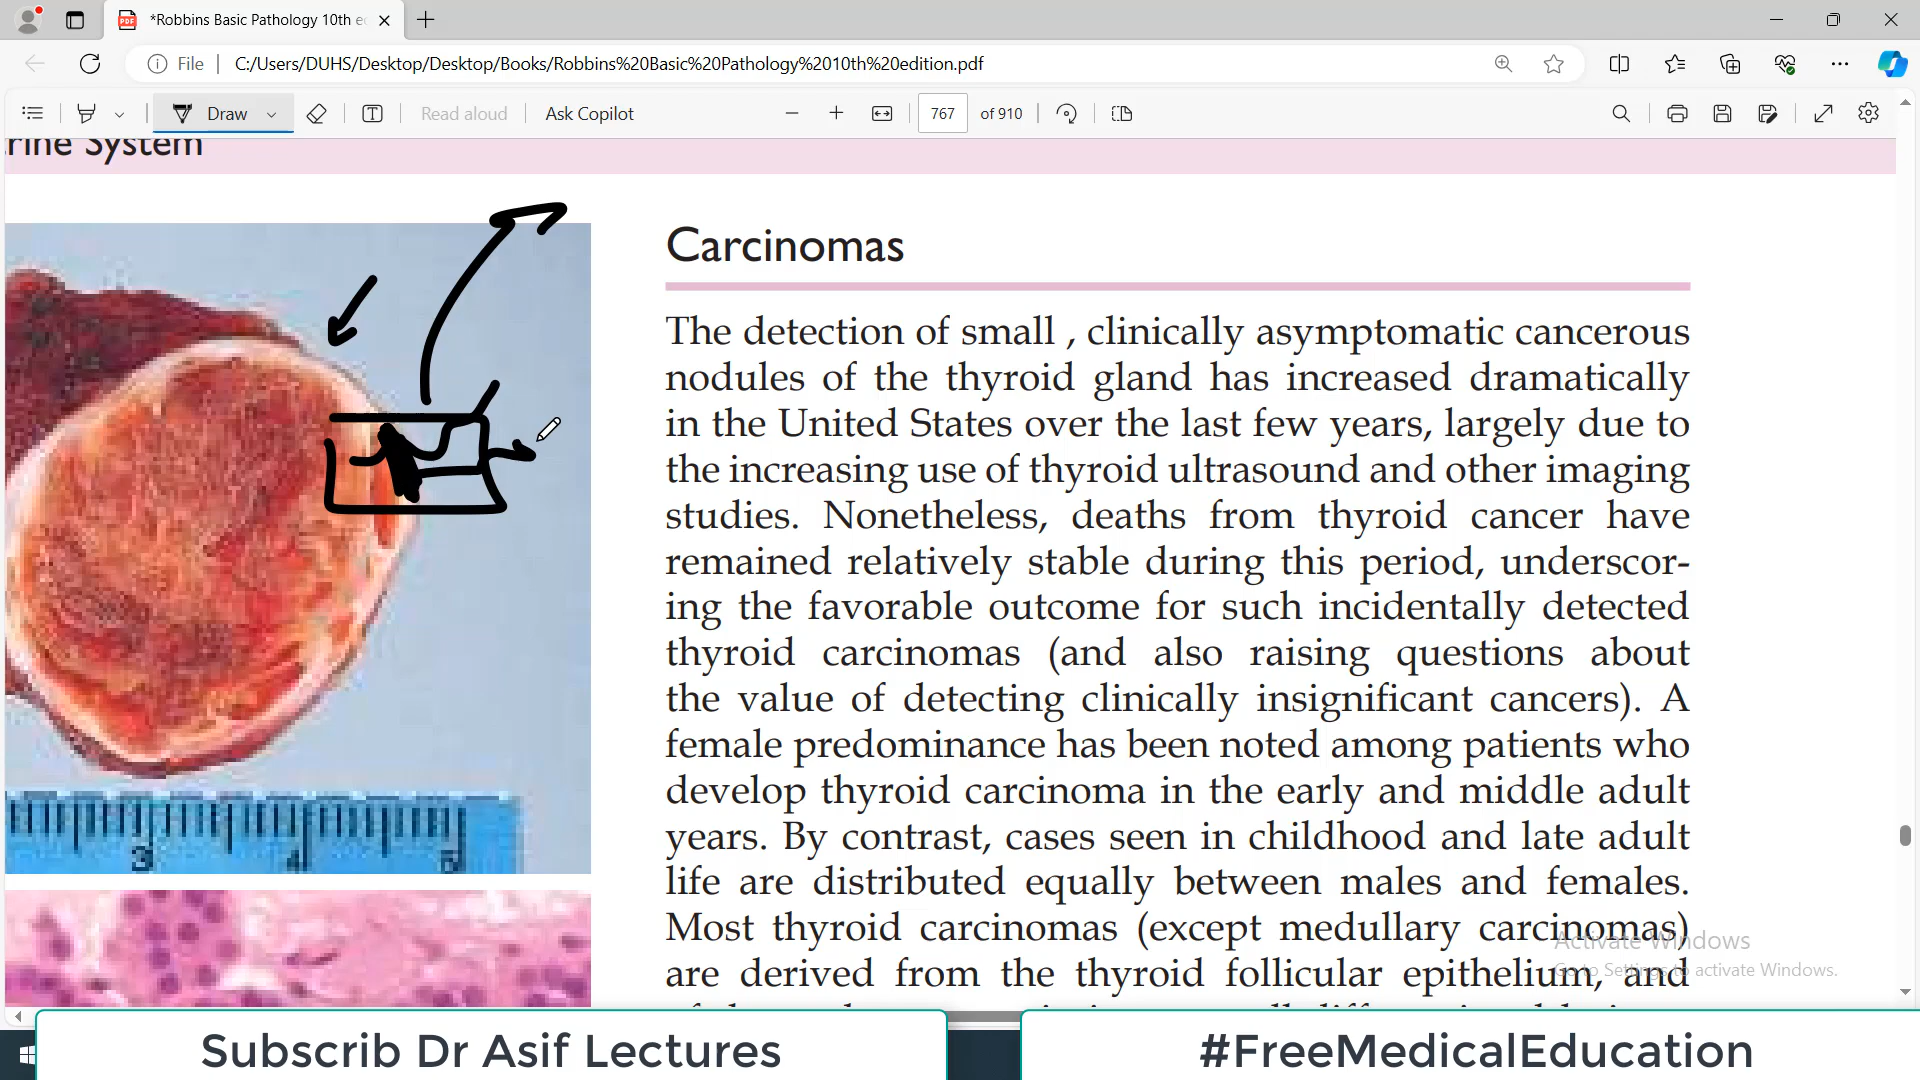 *Robbins Basic Pathology 10th e
File
C:/Users/DUHS/Desktop/Desktop/Books/Robbins%20Basic%20Pathology%2010th%20edition.pdf
Draw
Read aloud
Ask Copilot
767 of 910
rine System
Carcinomas
The detection of small , clinically asymptomatic cancerous
nodules of the thyroid gland has increased dramatically
in the United States over the last few years, largely due to
the increasing use of thyroid ultrasound and other imaging
studies. Nonetheless, deaths from thyroid cancer have
remained relatively stable during this period, underscor-
ing the favorable outcome for such incidentally detected
thyroid carcinomas (and also raising questions about
the value of detecting clinically insignificant cancers). A
female predominance has been noted among patients who
develop thyroid carcinoma in the early and middle adult
years. By contrast, cases seen in childhood and late adult
life are distributed equally between males and females.
Most thyroid carcinomas (except medullary carcinomas)
are derived from the thyroid follicular epithelium, and
3 4 5
Activate Windows
Go to Settings to activate Windows.
Subscrib Dr Asif Lectures
#FreeMedicalEducation